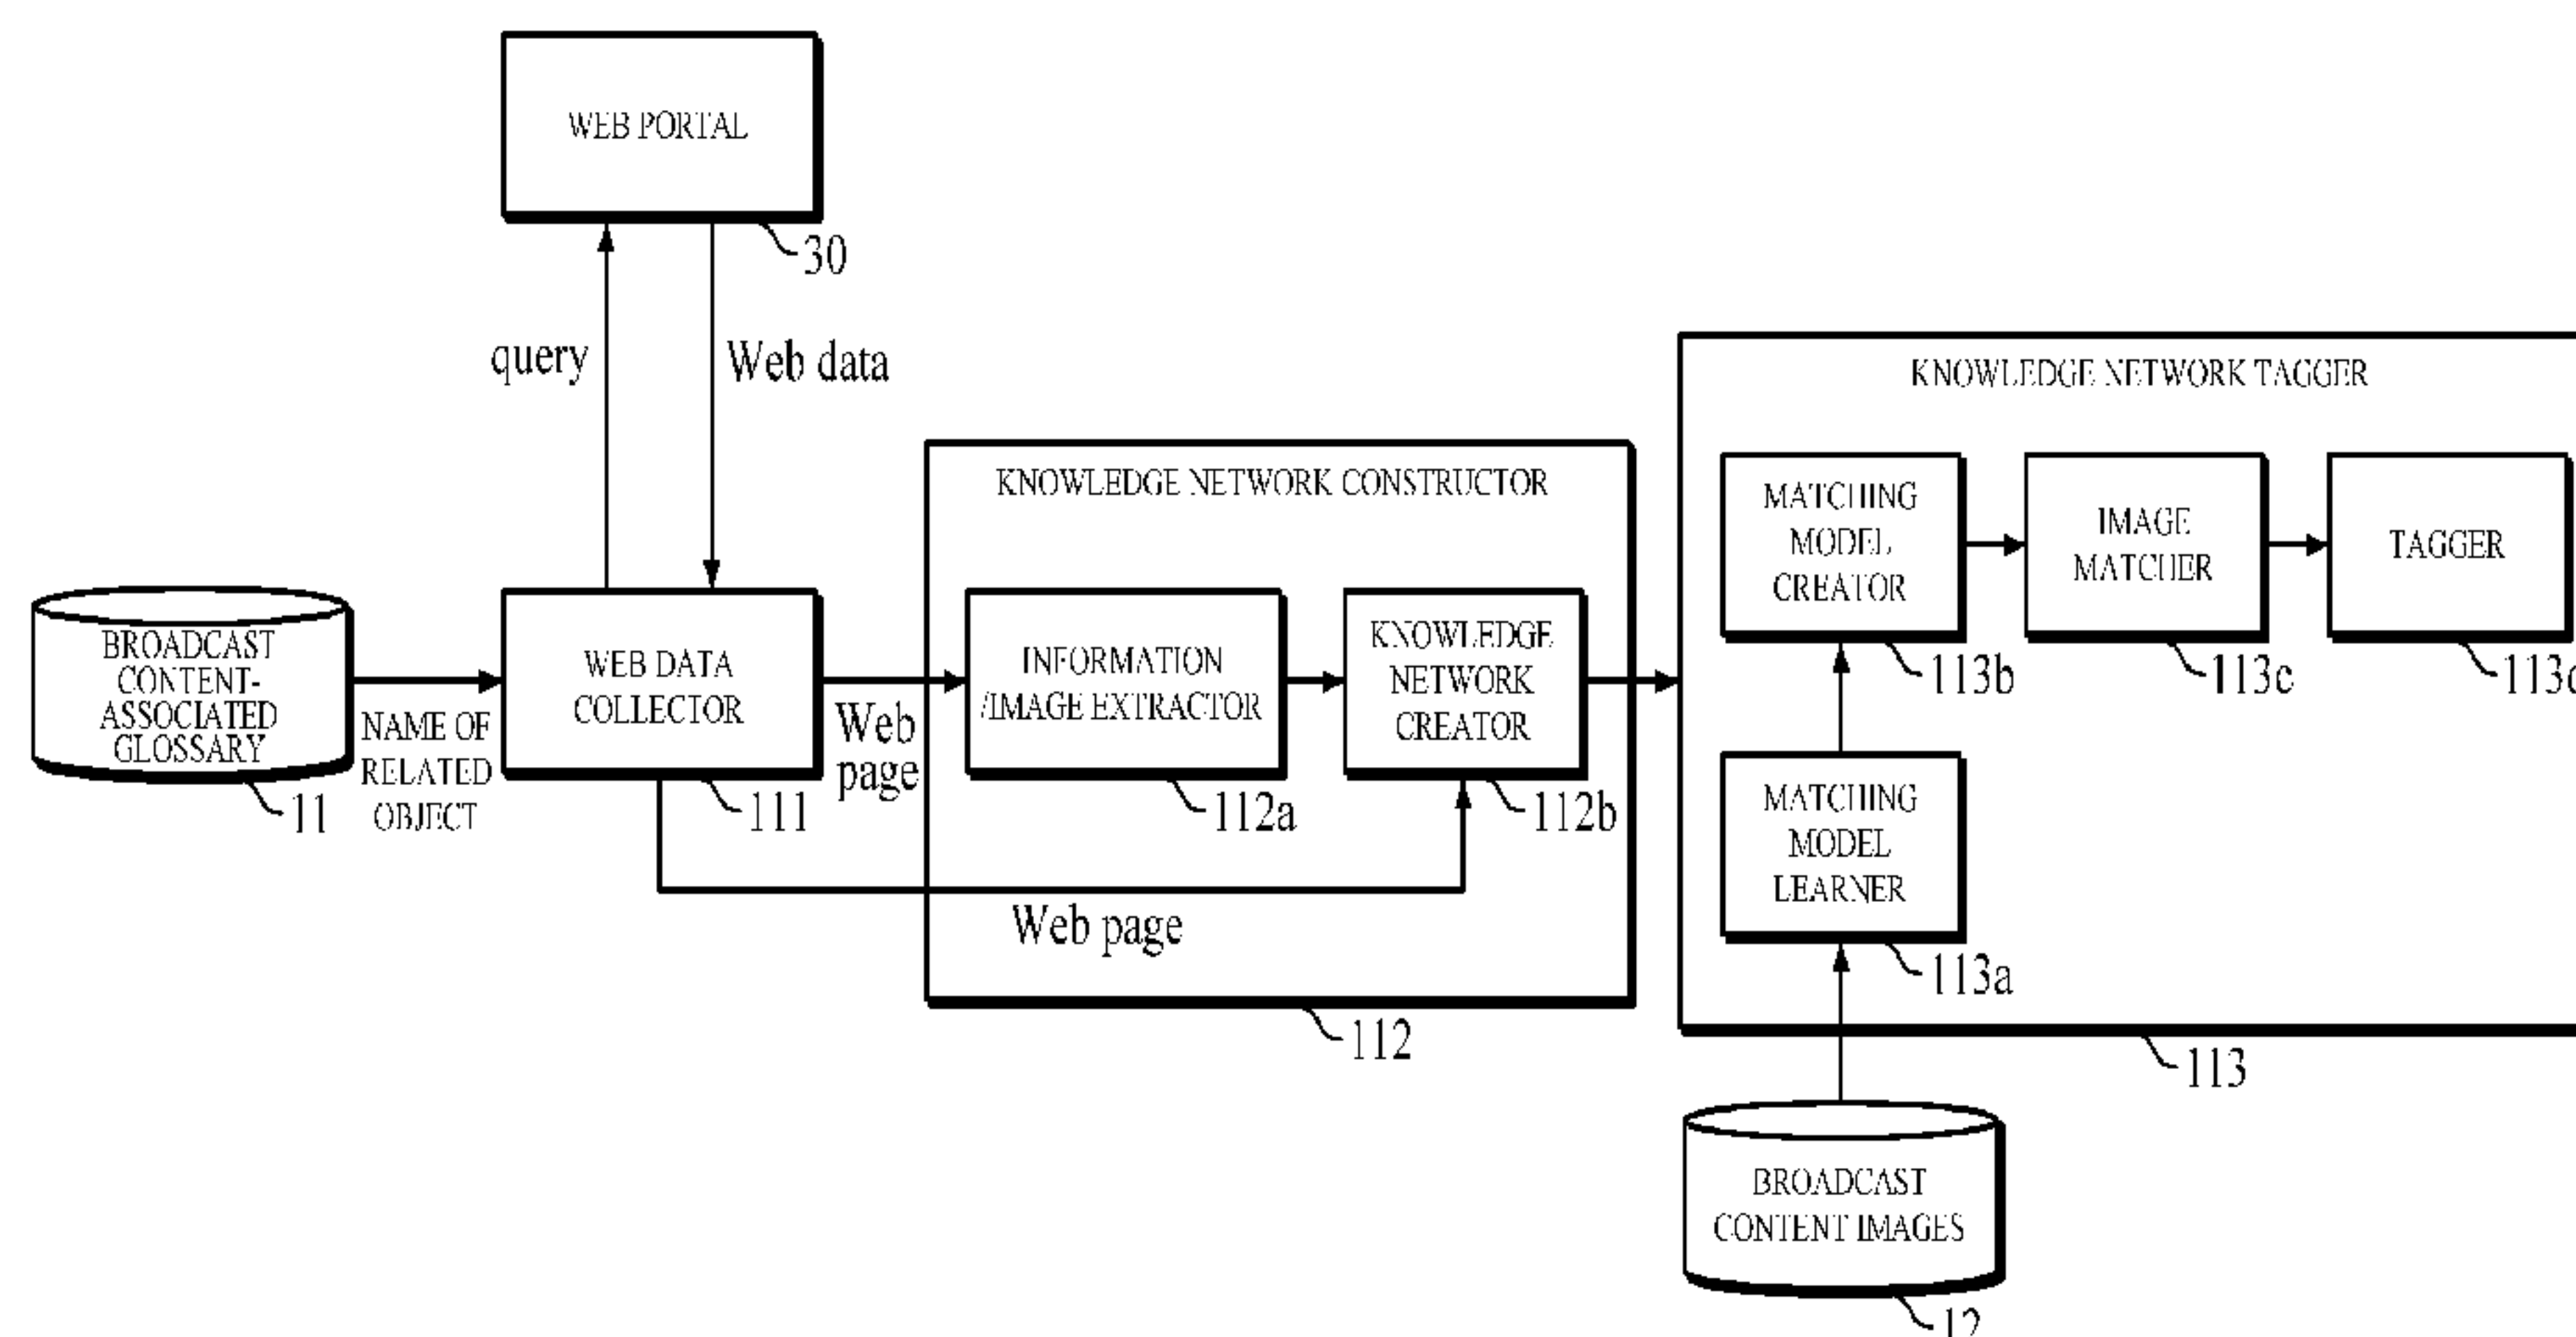 WEB PORTAL
30
query
Web data
KNOWLEDGE NETWORK TAGGER
KNOWLEDGE NETWORK CONSTRUCTOR
MATCHING
MODEL
CREATOR
113b
IMAGE
MATCHER
113c
TAGGER
BROADCAST
CONTENT-
ASSOCIATED
GLOSSARY
11
NAME OF
RELATED
OBJECT
WEB DATA
COLLECTOR
111
Web
page
INFORMATION
/IMAGE EXTRACTOR
112a
KNOWLEDGE
NETWORK
CREATOR
112b
MATCHING
MODEL
LEARNER
113a
Web page
112
113
BROADCAST
CONTENT IMAGES
12